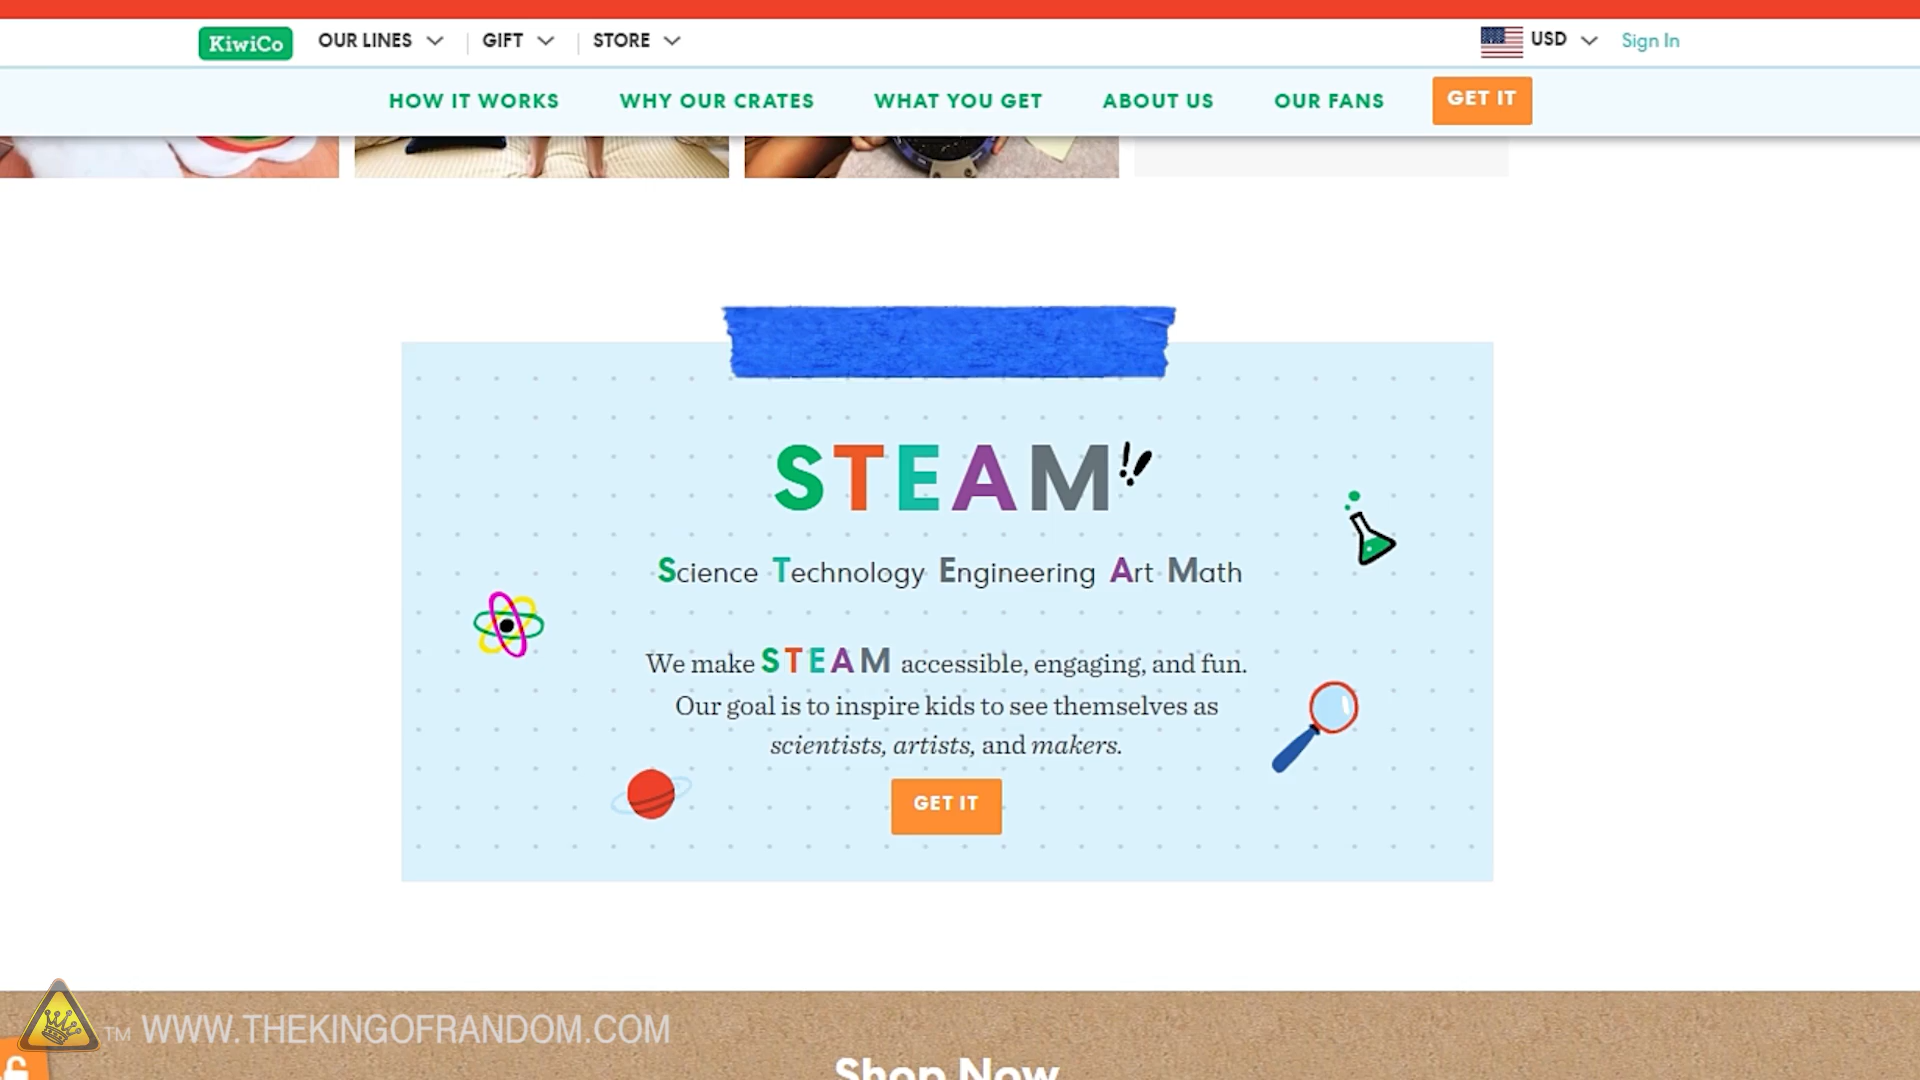 KiwiCo OUR LINES GIFT STORE USD Sign In
HOW IT WORKS WHY OUR CRATES WHAT YOU GET ABOUT US OUR FANS GET IT
STEAM!!
Science Technology Engineering Art Math
We make STEAM accessible, engaging, and fun.
Our goal is to inspire kids to see themselves as
scientists, artists, and makers.
GET IT
TM WWW.THEKINGOFRANDOM.COM
Shop Now